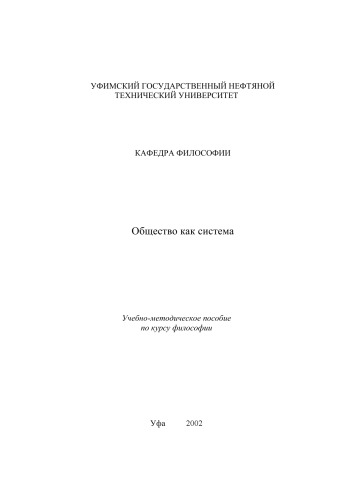 УФИМСКИЙ ГОСУДАРСТВЕННЫЙ НЕФТЯНОЙ
ТЕХНИЧЕСКИЙ УНИВЕРСИТЕТ
КАФЕДРА ФИЛОСОФИИ
Общество как система
Учебно-методическое пособие
по курсу философии
Уфа 2002